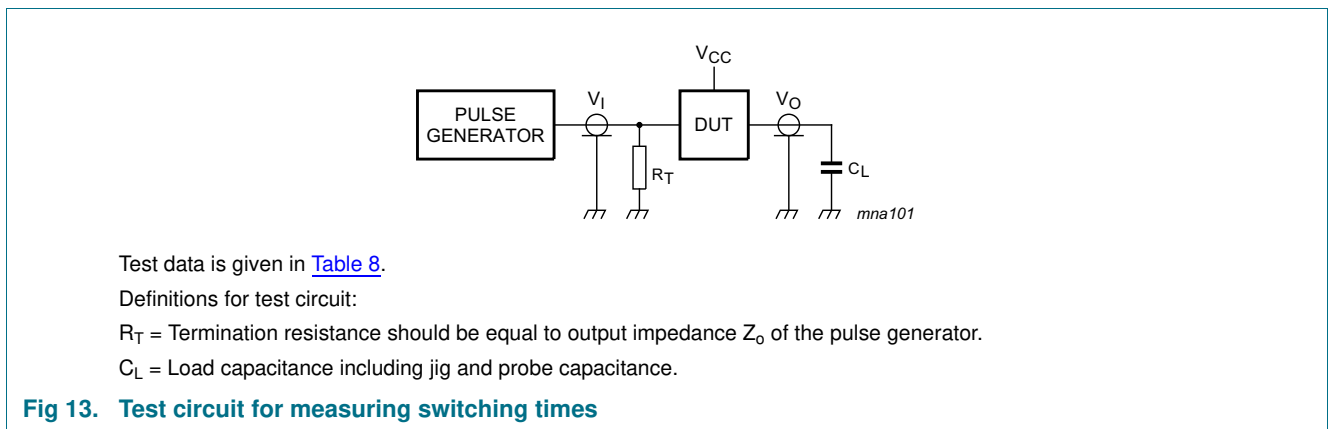 VCC
PULSE
GENERATOR
VI
DUT
VO
RT
CL
mna101
Test data is given in Table 8.
Definitions for test circuit:
RT = Termination resistance should be equal to output impedance Zo of the pulse generator.
CL = Load capacitance including jig and probe capacitance.
Fig 13. Test circuit for measuring switching times